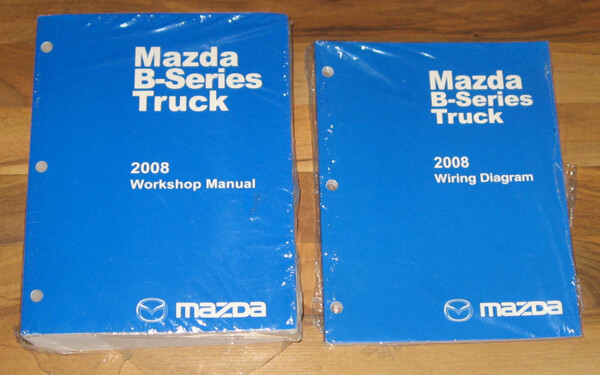 Mazda
B-Series
Truck
2008
Workshop Manual
mazda
Mazda
B-Series
Truck
2008
Wiring Diagram
mazda